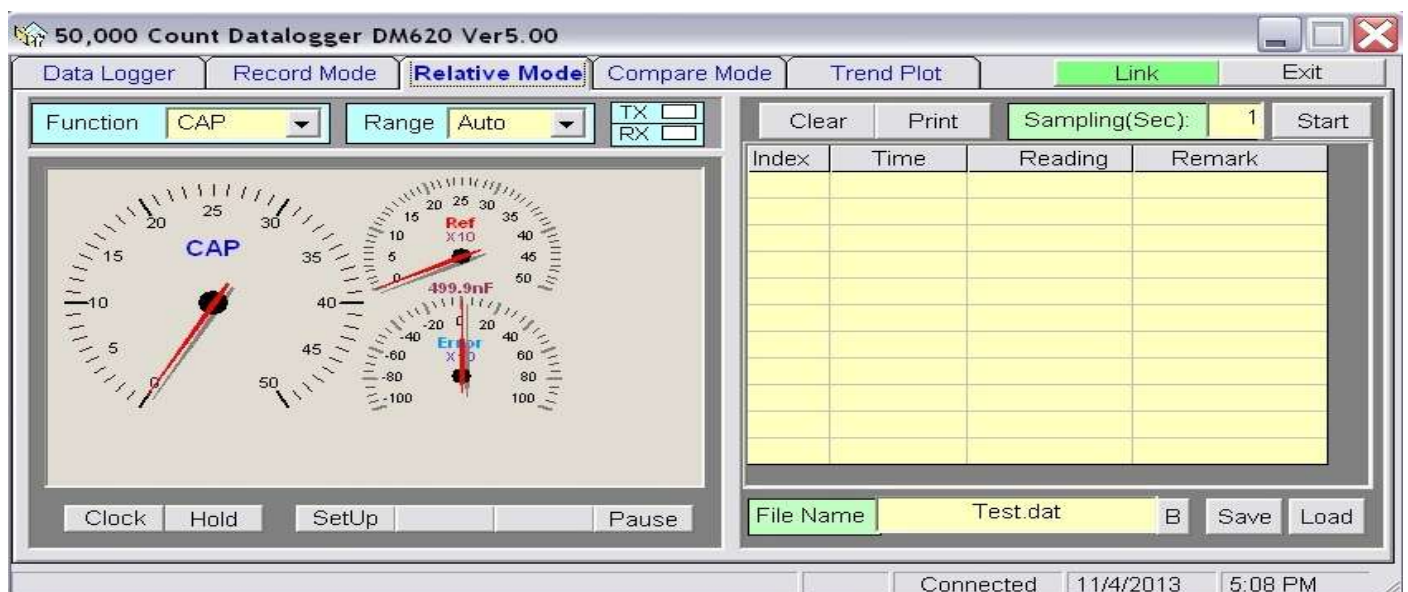 50,000 Count Datalogger DM620 Ver5.00
Data Logger Record Mode Relative Mode Compare Mode Trend Plot Link Exit
Function CAP Range Auto TX RX
Clear Print Sampling(Sec): 1 Start
Index Time Reading Remark
CAP
0 5 10 15 20 25 30 35 40 45 50
Ref
X10
0 5 10 15 20 25 30 35 40 45 50
499.9nF
Error
X10
-100 -80 -60 -40 -20 0 20 40 60 80 100
Clock Hold SetUp Pause
File Name Test.dat B Save Load
Connected 11/4/2013 5:08 PM